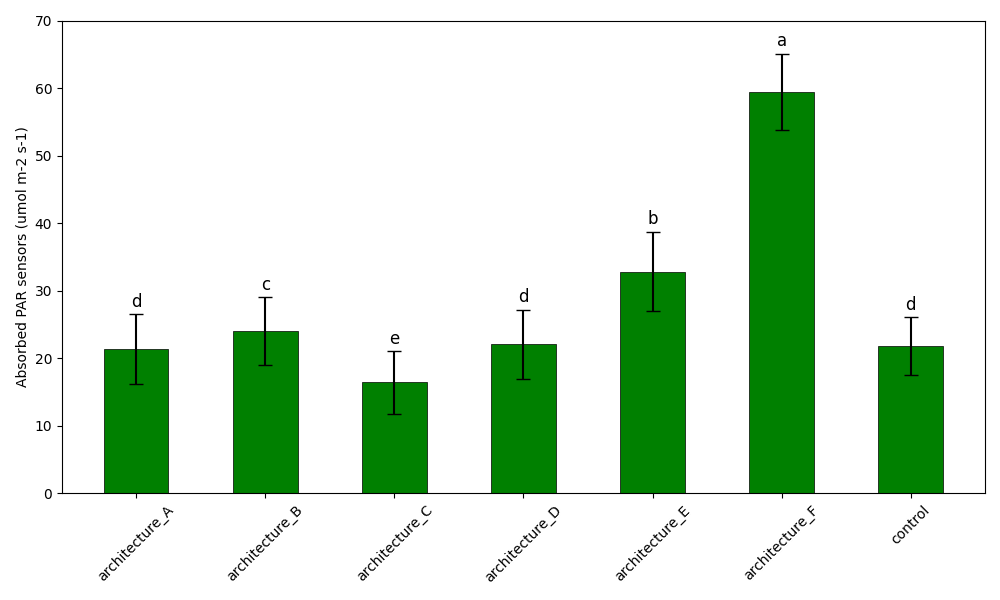 Absorbed PAR sensors (umol m-2 s-1)
70
60
50
40
30
20
10
0
d
c
e
d
b
a
d
architecture_A
architecture_B
architecture_C
architecture_D
architecture_E
architecture_F
control